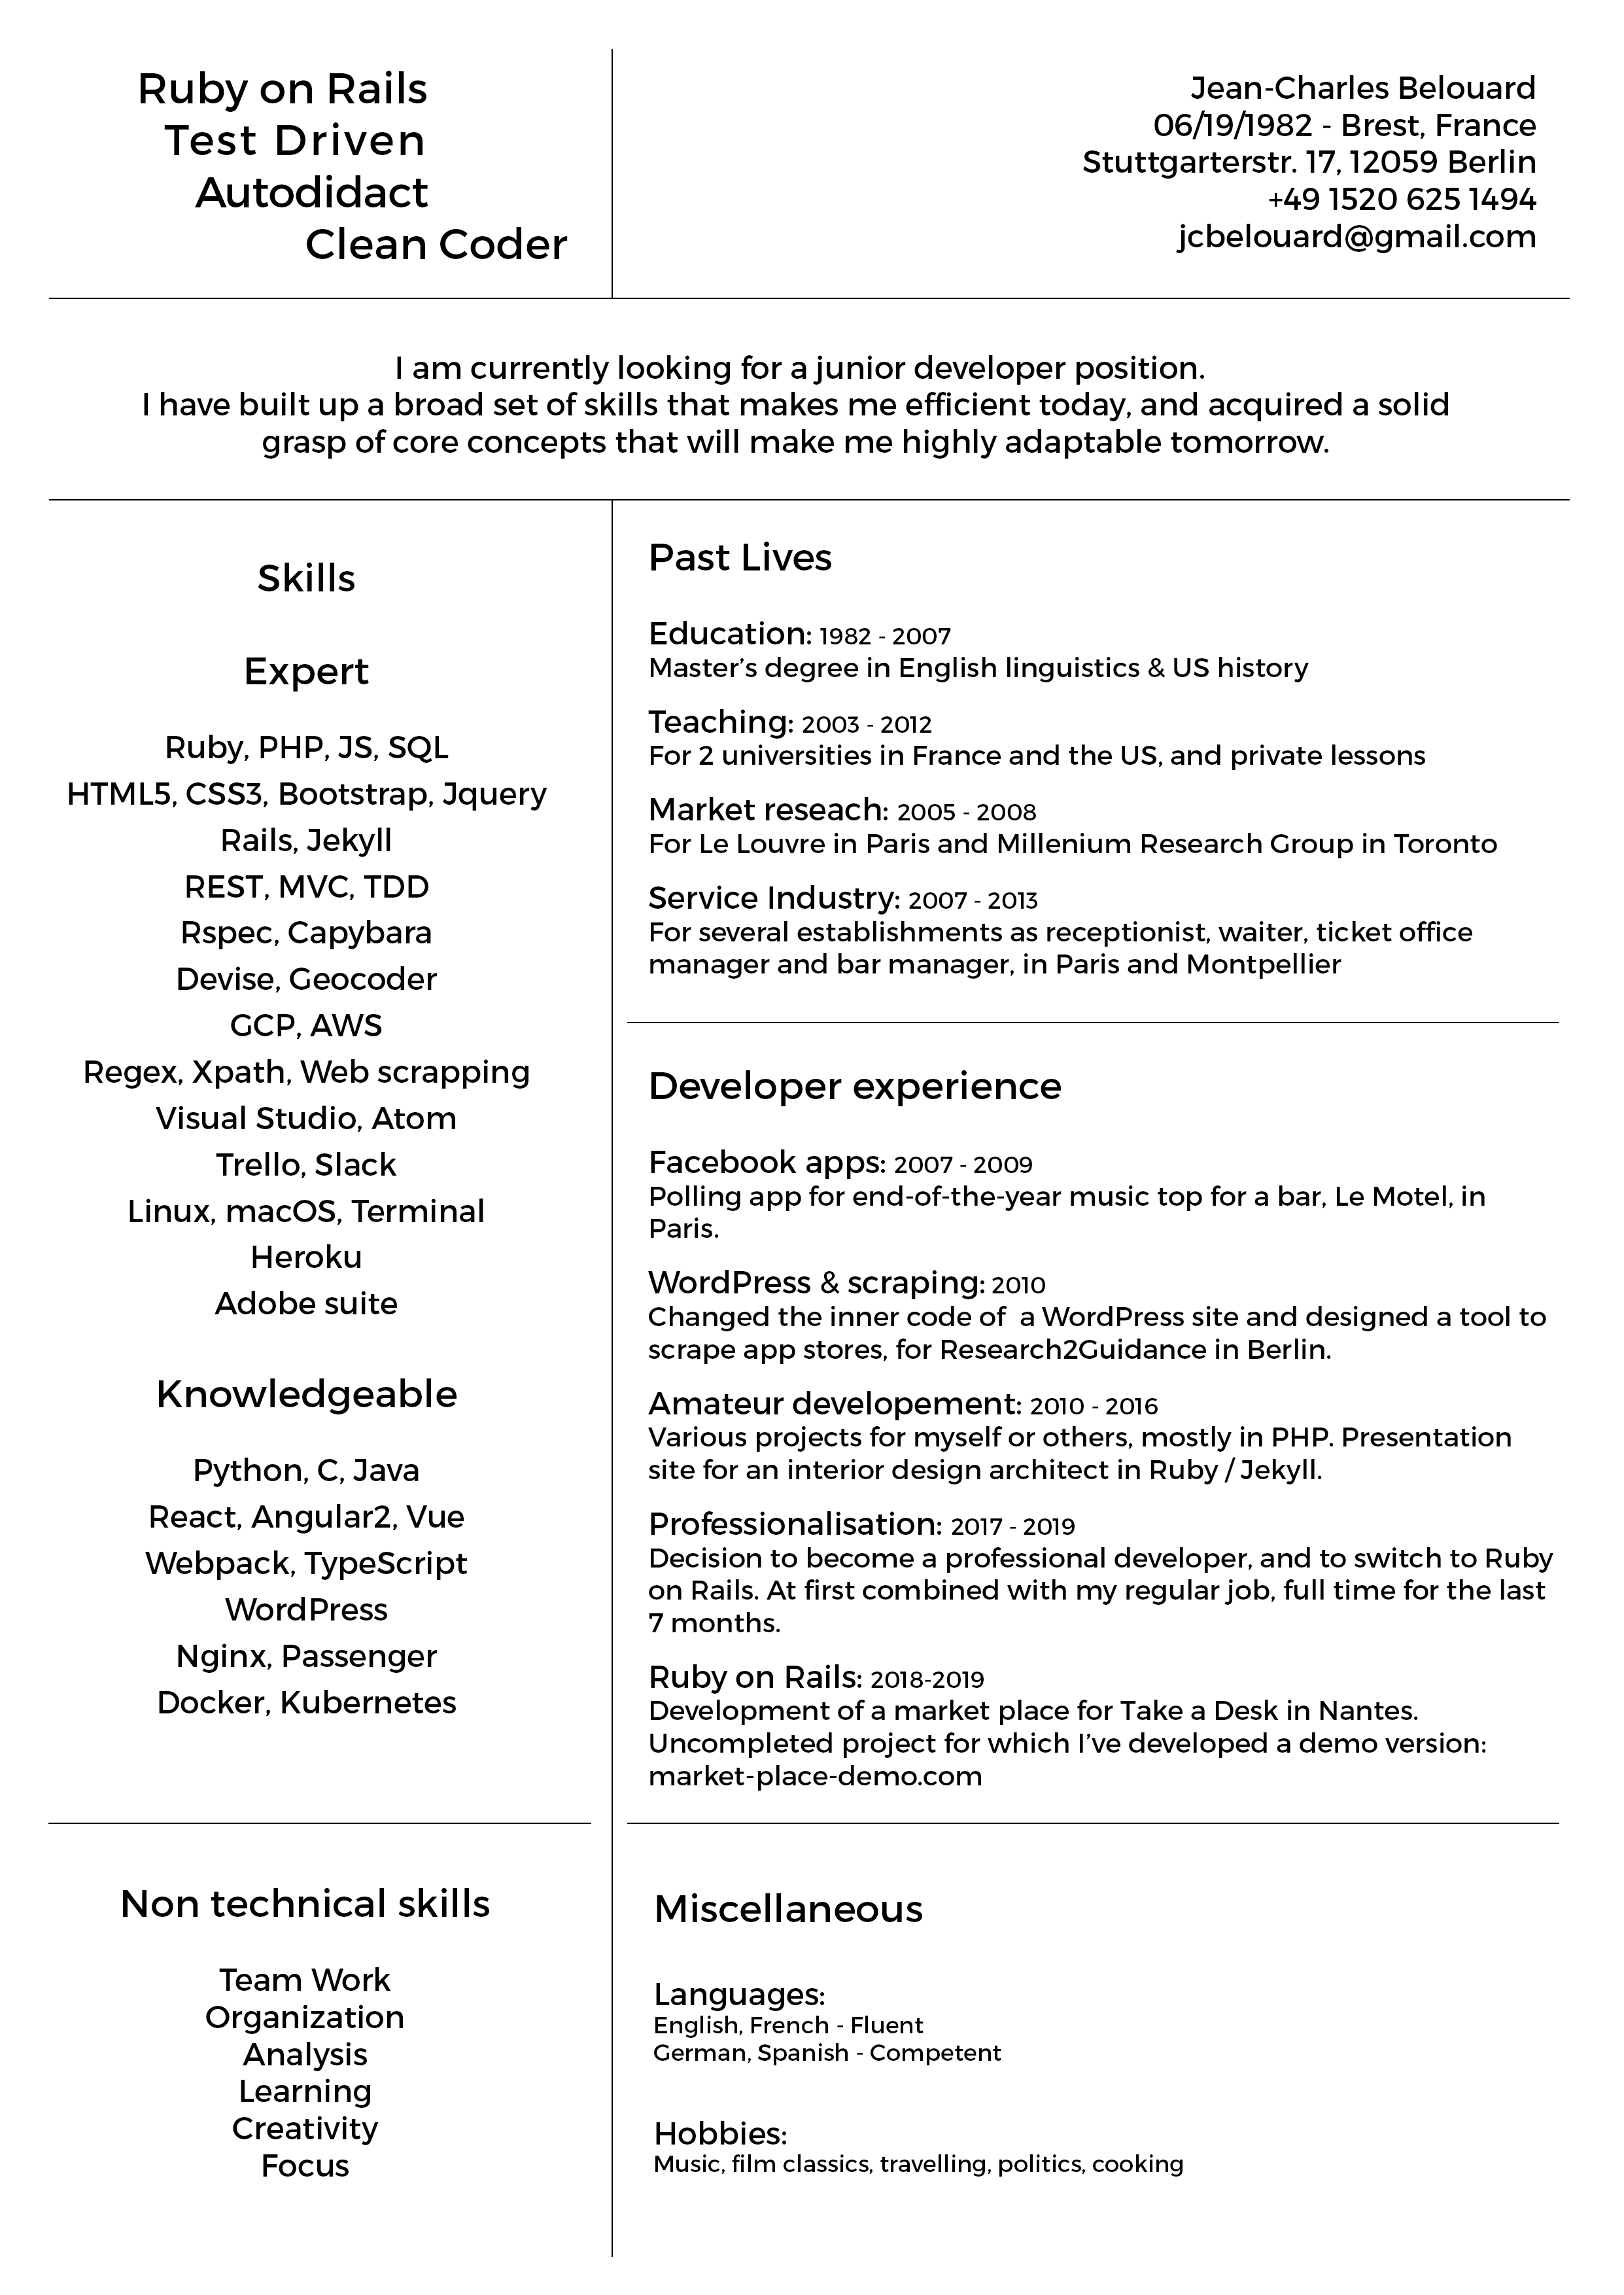 Ruby on Rails
Test Driven
Autodidact
Clean Coder
Jean-Charles Belouard
06/19/1982 - Brest, France
Stuttgarterstr. 17, 12059 Berlin
+49 1520 625 1494
jcbelouard@gmail.com
I am currently looking for a junior developer position.
I have built up a broad set of skills that makes me efficient today, and acquired a solid
grasp of core concepts that will make me highly adaptable tomorrow.
Skills
Expert
Ruby, PHP, JS, SQL
HTML5, CSS3, Bootstrap, Jquery
Rails, Jekyll
REST, MVC, TDD
Rspec, Capybara
Devise, Geocoder
GCP, AWS
Regex, Xpath, Web scrapping
Visual Studio, Atom
Trello, Slack
Linux, macOS, Terminal
Heroku
Adobe suite
Knowledgeable
Python, C, Java
React, Angular2, Vue
Webpack, TypeScript
WordPress
Nginx, Passenger
Docker, Kubernetes
Non technical skills
Team Work
Organization
Analysis
Learning
Creativity
Focus
Past Lives
Education: 1982 - 2007
Master’s degree in English linguistics & US history
Teaching: 2003 - 2012
For 2 universities in France and the US, and private lessons
Market reseach: 2005 - 2008
For Le Louvre in Paris and Millenium Research Group in Toronto
Service Industry: 2007 - 2013
For several establishments as receptionist, waiter, ticket office
manager and bar manager, in Paris and Montpellier
Developer experience
Facebook apps: 2007 - 2009
Polling app for end-of-the-year music top for a bar, Le Motel, in
Paris.
WordPress & scraping: 2010
Changed the inner code of  a WordPress site and designed a tool to
scrape app stores, for Research2Guidance in Berlin.
Amateur developement: 2010 - 2016
Various projects for myself or others, mostly in PHP. Presentation
site for an interior design architect in Ruby / Jekyll.
Professionalisation: 2017 - 2019
Decision to become a professional developer, and to switch to Ruby
on Rails. At first combined with my regular job, full time for the last
7 months.
Ruby on Rails: 2018-2019
Development of a market place for Take a Desk in Nantes.
Uncompleted project for which I’ve developed a demo version:
market-place-demo.com
Miscellaneous
Languages:
English, French - Fluent
German, Spanish - Competent
Hobbies:
Music, film classics, travelling, politics, cooking